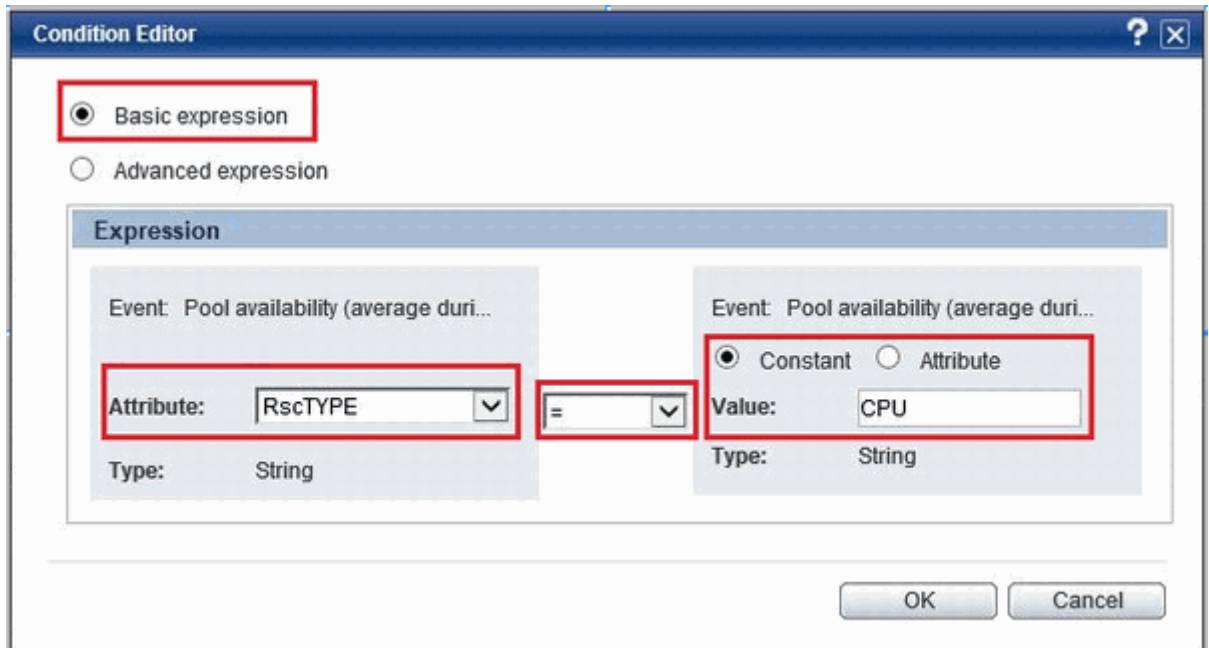 Condition Editor ?
Basic expression
Advanced expression
Expression
Event: Pool availability (average duri...
Attribute: RscTYPE
Type: String
=
Event: Pool availability (average duri...
Constant Attribute
Value: CPU
Type: String
OK Cancel